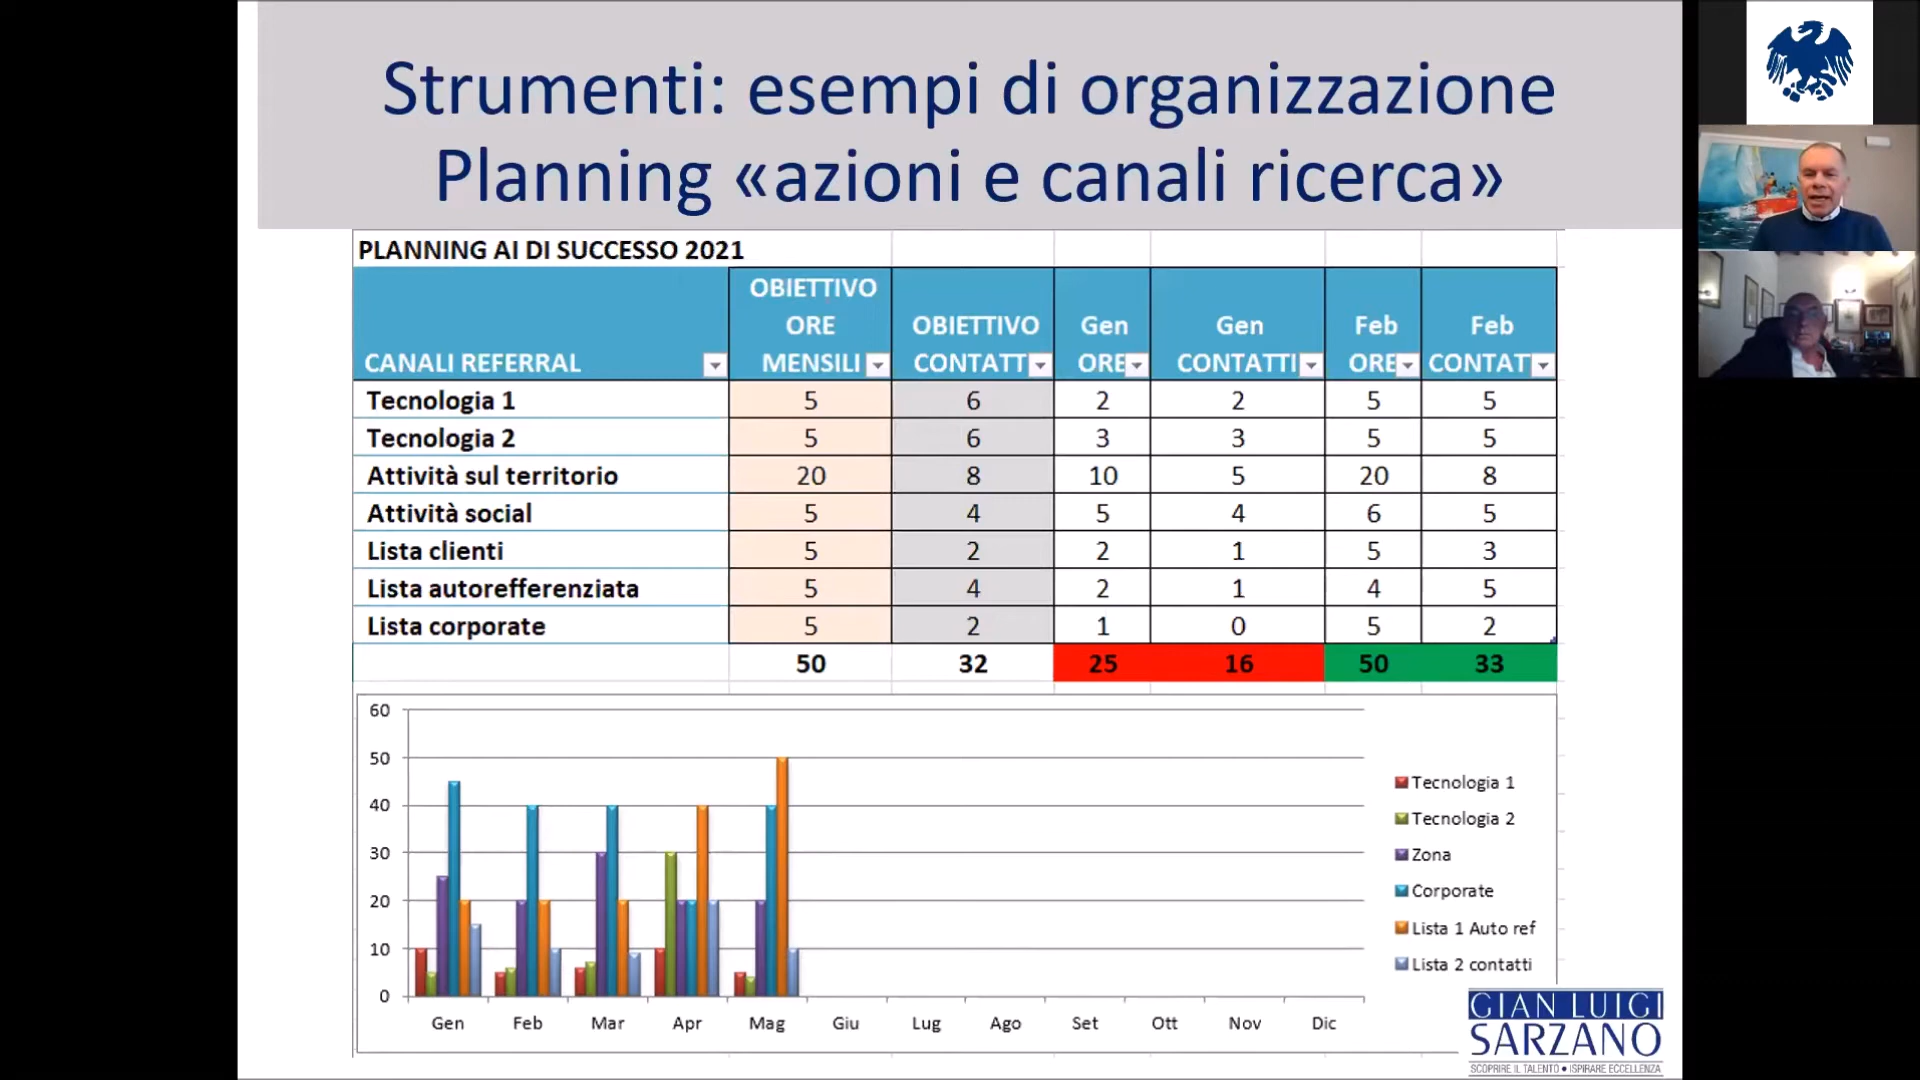 Strumenti: esempi di organizzazione
Planning «azioni e canali ricerca»
PLANNING AI DI SUCCESSO 2021
CANALI REFERRAL OBIETTIVO ORE MENSILI OBIETTIVO CONTATT Gen ORE Gen CONTATTI Feb ORE Feb CONTAT
Tecnologia 1 5 6 2 2 5 5
Tecnologia 2 5 6 3 3 5 5
Attività sul territorio 20 8 10 5 20 8
Attività social 5 4 5 4 6 5
Lista clienti 5 2 2 1 5 3
Lista autorefferenziata 5 4 2 1 4 5
Lista corporate 5 2 1 0 5 2
50 32 25 16 50 33
60
50
40
30
20
10
0
Gen Feb Mar Apr Mag Giu Lug Ago Set Ott Nov Dic
Tecnologia 1
Tecnologia 2
Zona
Corporate
Lista 1 Auto ref
Lista 2 contatti
GIAN LUIGI
SARZANO
SCOPRIRE IL TALENTO • ISPIRARE ECCELLENZA